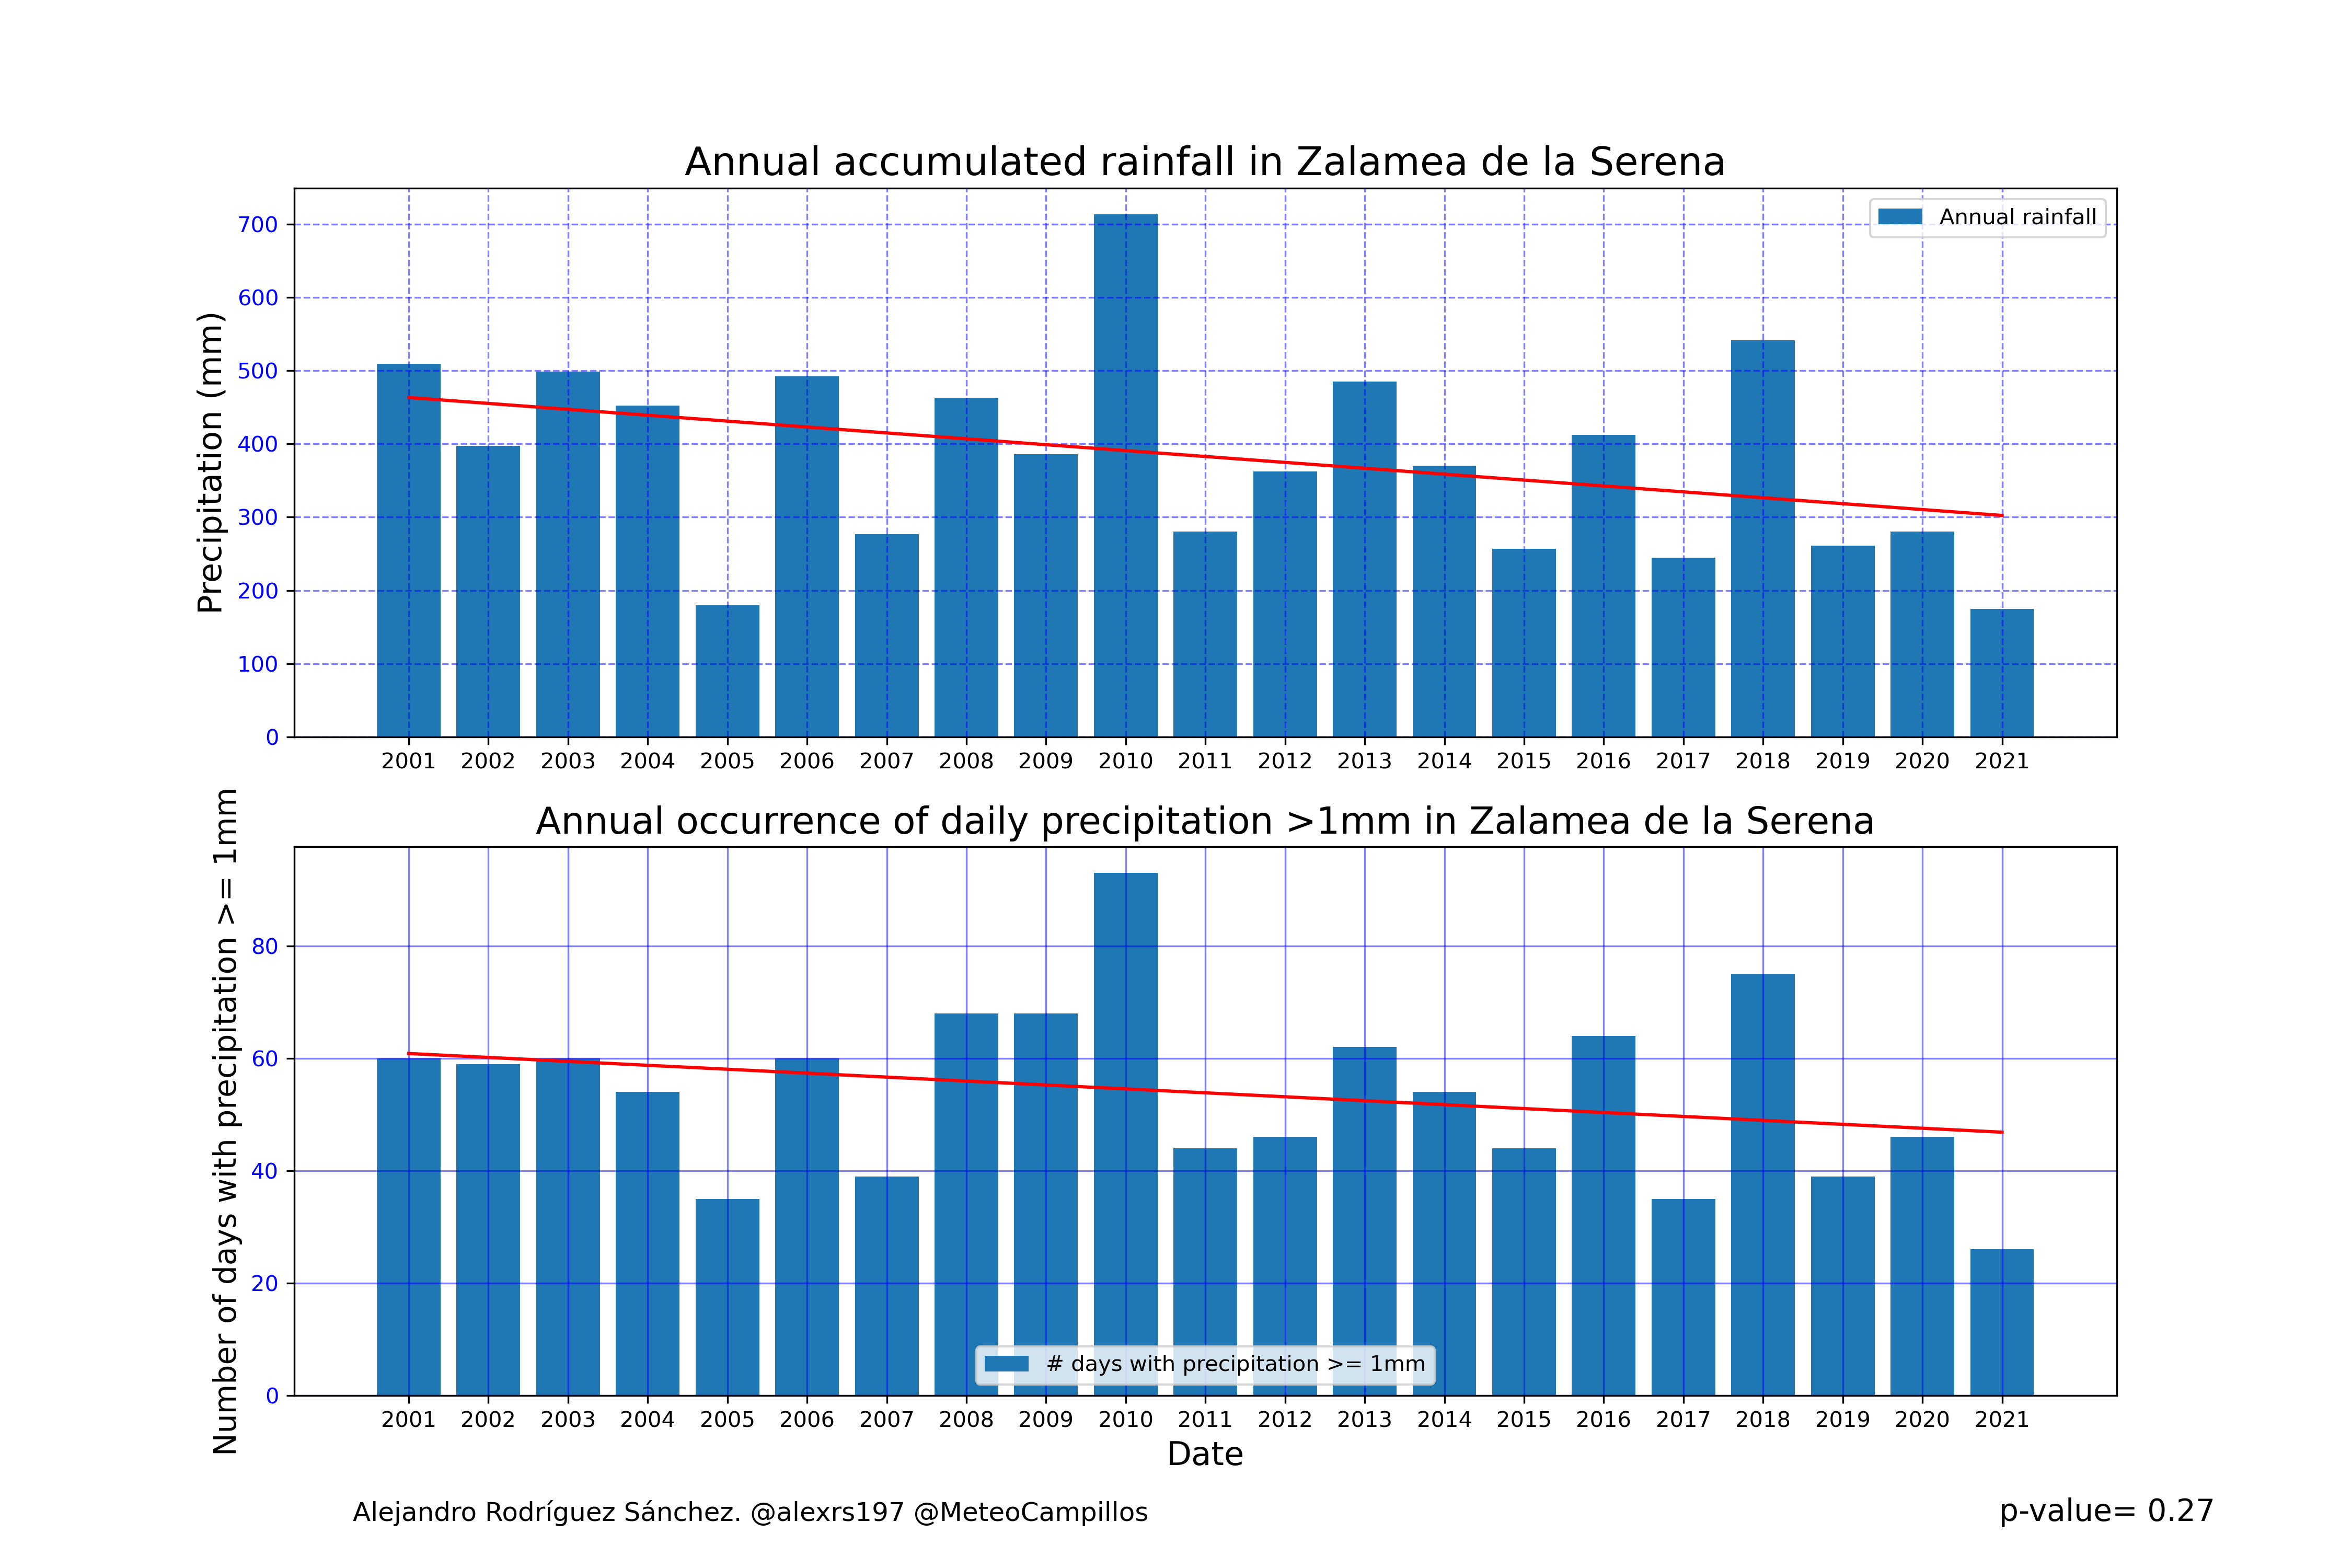 Annual accumulated rainfall in Zalamea de la Serena
Precipitation (mm)
700
600
500
400
300
200
100
0
Annual rainfall
2001 2002 2003 2004 2005 2006 2007 2008 2009 2010 2011 2012 2013 2014 2015 2016 2017 2018 2019 2020 2021
Annual occurrence of daily precipitation >1mm in Zalamea de la Serena
Number of days with precipitation >= 1mm
80
60
40
20
0
# days with precipitation >= 1mm
2001 2002 2003 2004 2005 2006 2007 2008 2009 2010 2011 2012 2013 2014 2015 2016 2017 2018 2019 2020 2021
Date
Alejandro Rodríguez Sánchez. @alexrs197 @MeteoCampillos
p-value= 0.27